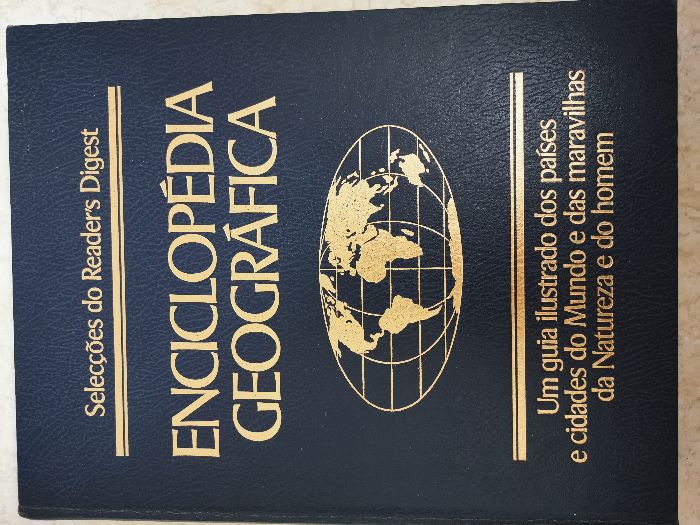 Selecções do Reader's Digest
ENCICLOPÉDIA
GEOGRÁFICA
Um guia ilustrado dos países
e cidades do Mundo e das maravilhas
da Natureza e do homem